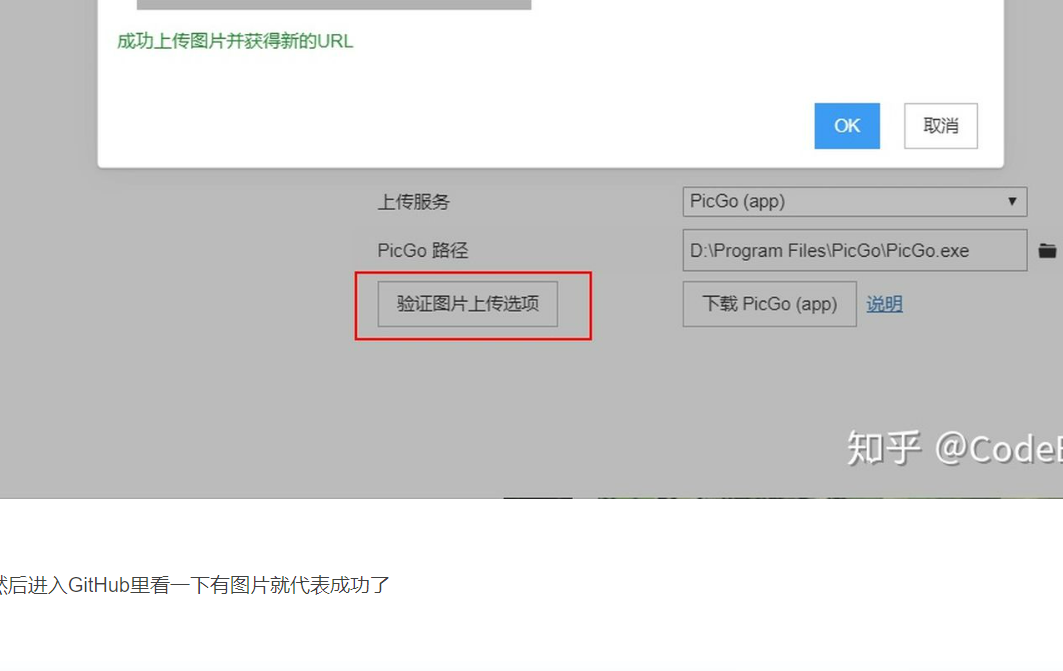 成功上传图片并获得新的URL
OK
取消
上传服务
PicGo (app)
PicGo 路径
D:\Program Files\PicGo\PicGo.exe
验证图片上传选项
下载 PicGo (app)
说明
知乎 @Code
后进入GitHub里看一下有图片就代表成功了